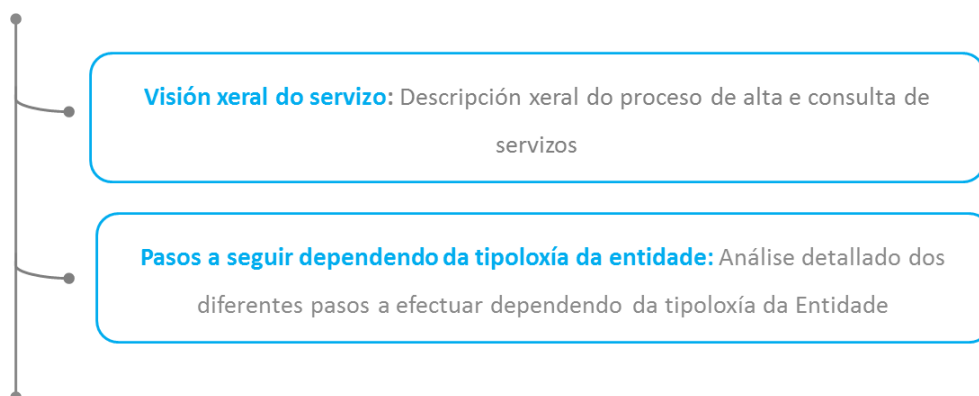 Visión xeral do servizo: Descripción xeral do proceso de alta e consulta de
servizos
Pasos a seguir dependendo da tipoloxía da entidade: Análise detallado dos
diferentes pasos a efectuar dependendo da tipoloxía da Entidade